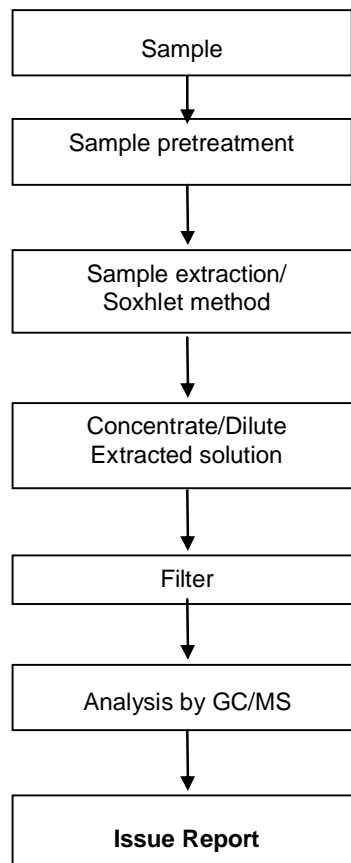 Sample
Sample pretreatment
Sample extraction/
Soxhlet method
Concentrate/Dilute
Extracted solution
Filter
Analysis by GC/MS
Issue Report